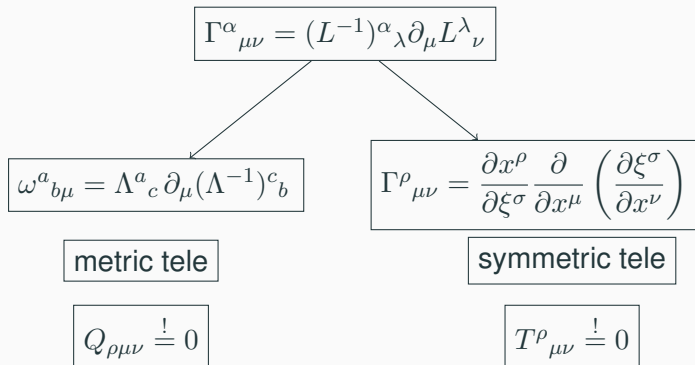 Γ^α_{μν} = (L^{-1})^α_λ ∂_μ L^λ_ν
ω^a_{bμ} = Λ^a_c ∂_μ (Λ^{-1})^c_b
Γ^ρ_{μν} = ∂x^ρ/∂ξ^σ ∂/∂x^μ (∂ξ^σ/∂x^ν)
metric tele
symmetric tele
Q_{ρμν} =^! 0
T^ρ_{μν} =^! 0